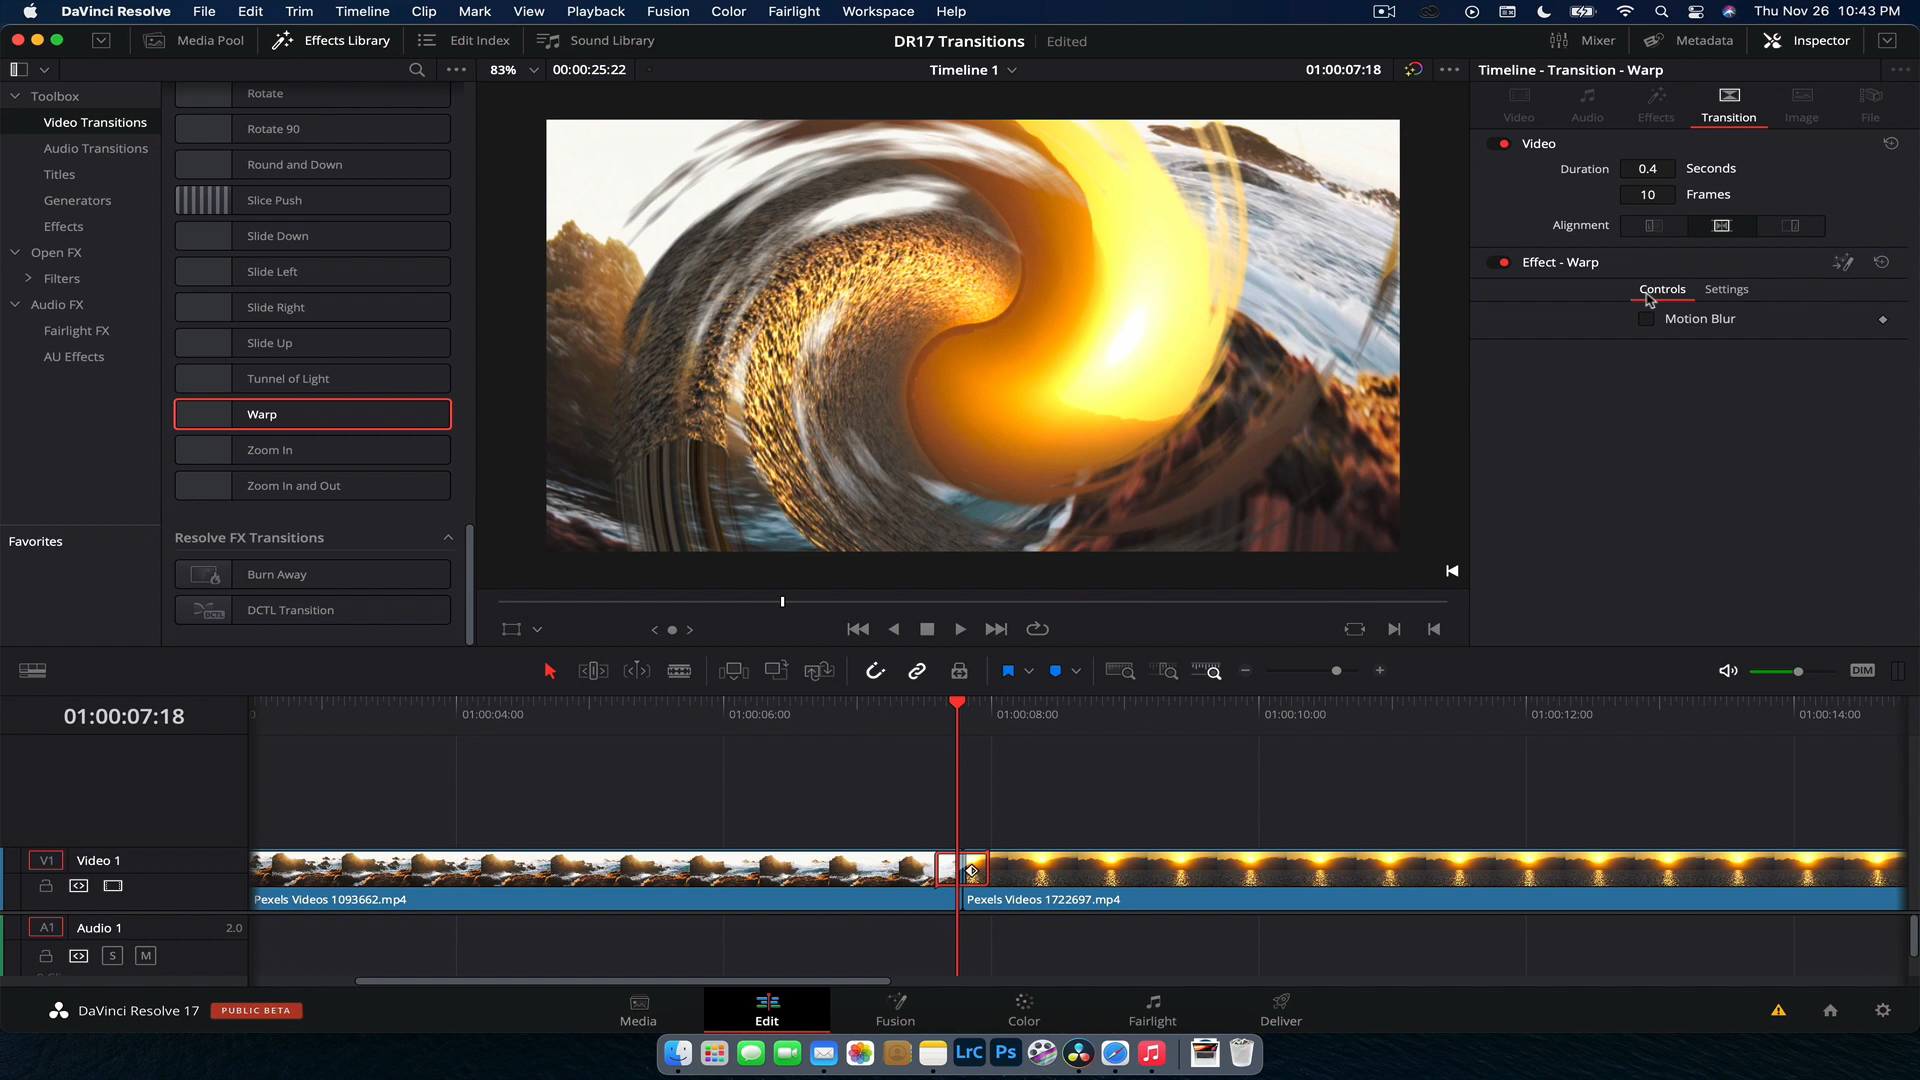 DaVinci Resolve File Edit Trim Timeline Clip Mark View Playback Fusion Color Fairlight Workspace Help Thu Nov 26 10:43 PM
Media Pool Effects Library Edit Index Sound Library DR17 Transitions Edited Mixer Metadata Inspector
83% 00:00:25:22 Timeline 1 01:00:07:18 Timeline - Transition - Warp
Toolbox
Video Transitions
Audio Transitions
Titles
Generators
Effects
Open FX
Filters
Audio FX
Fairlight FX
AU Effects
Favorites
Rotate
Rotate 90
Round and Down
Slice Push
Slide Down
Slide Left
Slide Right
Slide Up
Tunnel of Light
Warp
Zoom In
Zoom In and Out
Resolve FX Transitions
Burn Away
DCTL
DCTL Transition
Video Audio Effects Transition Image File
Video
Duration 0.4 Seconds
10 Frames
Alignment
Effect - Warp
Controls Settings
Motion Blur
DIM
01:00:07:18
01:00:04:00 01:00:06:00 01:00:08:00 01:00:10:00 01:00:12:00 01:00:14:00
V1 Video 1
Pexels Videos 1093662.mp4 Pexels Videos 1722697.mp4
A1 Audio 1 2.0
S M
DaVinci Resolve 17 PUBLIC BETA
Media Edit Fusion Color Fairlight Deliver
LrC Ps